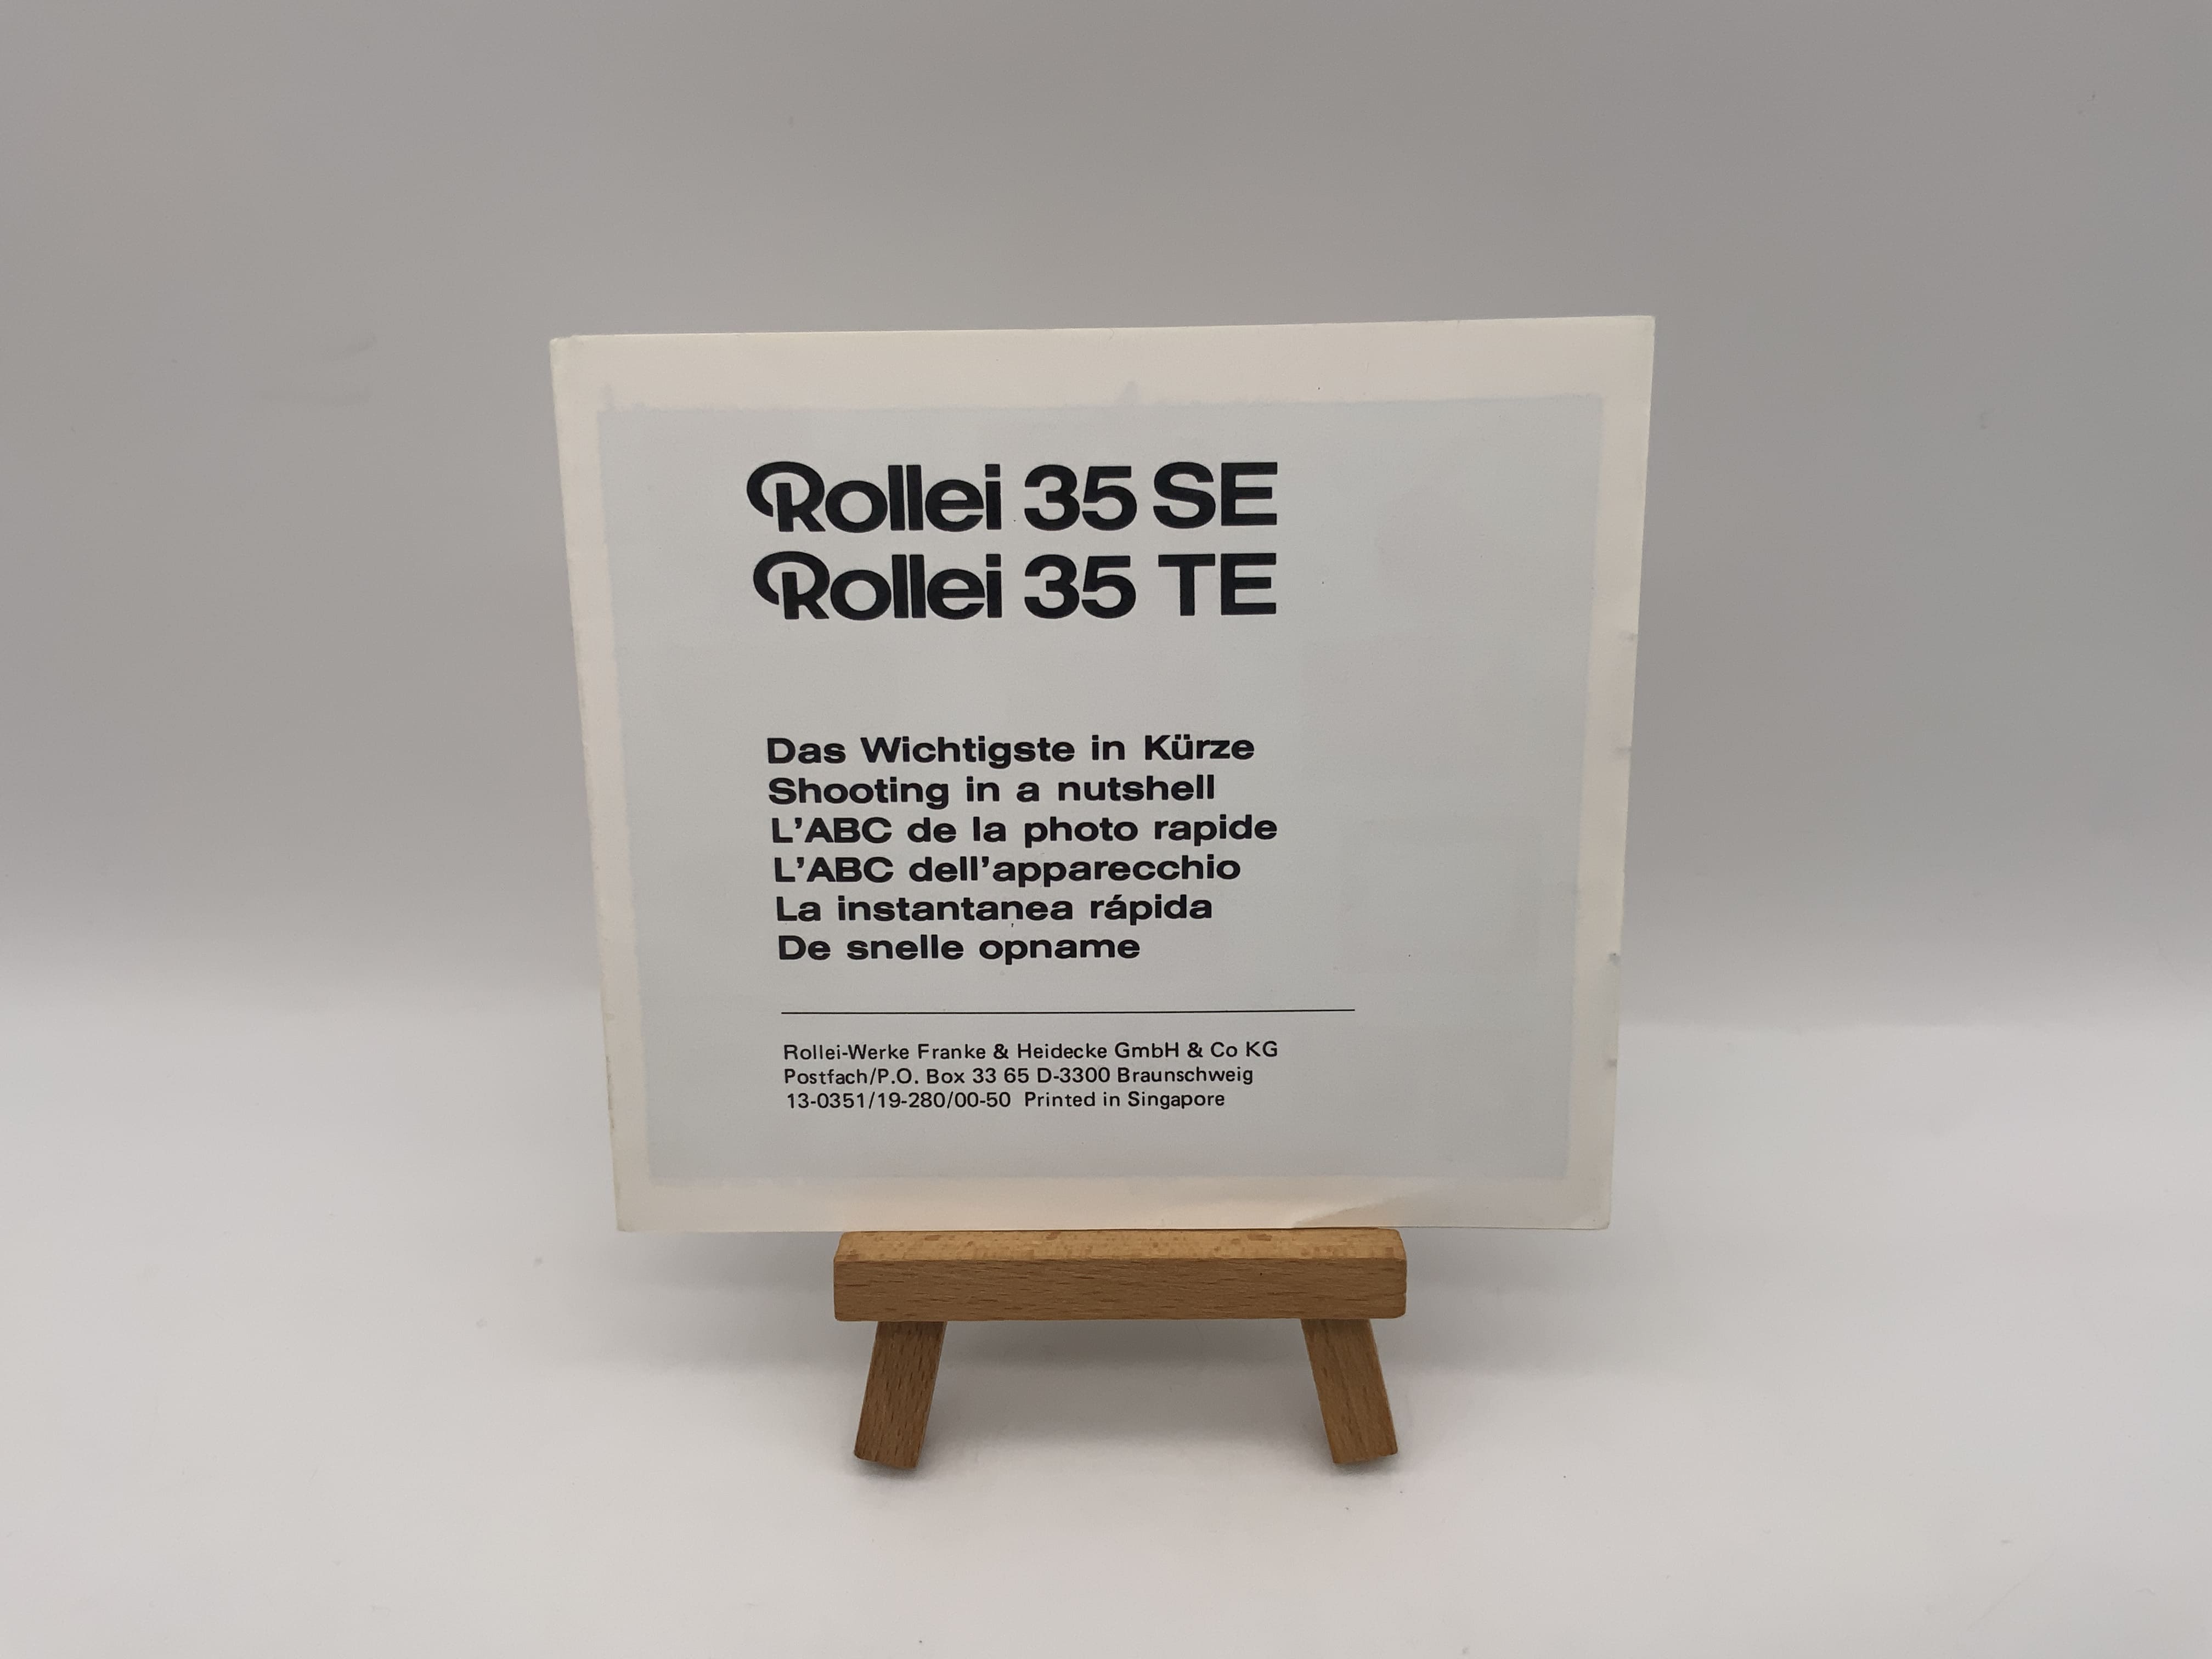 Rollei 35 SE
Rollei 35 TE
Das Wichtigste in Kürze
Shooting in a nutshell
L'ABC de la photo rapide
L'ABC dell'apparecchio
La instantanea rápida
De snelle opname
Rollei-Werke Franke & Heidecke GmbH & Co KG
Postfach/P.O. Box 33 65 D-3300 Braunschweig
13-0351/19-280/00-50 Printed in Singapore